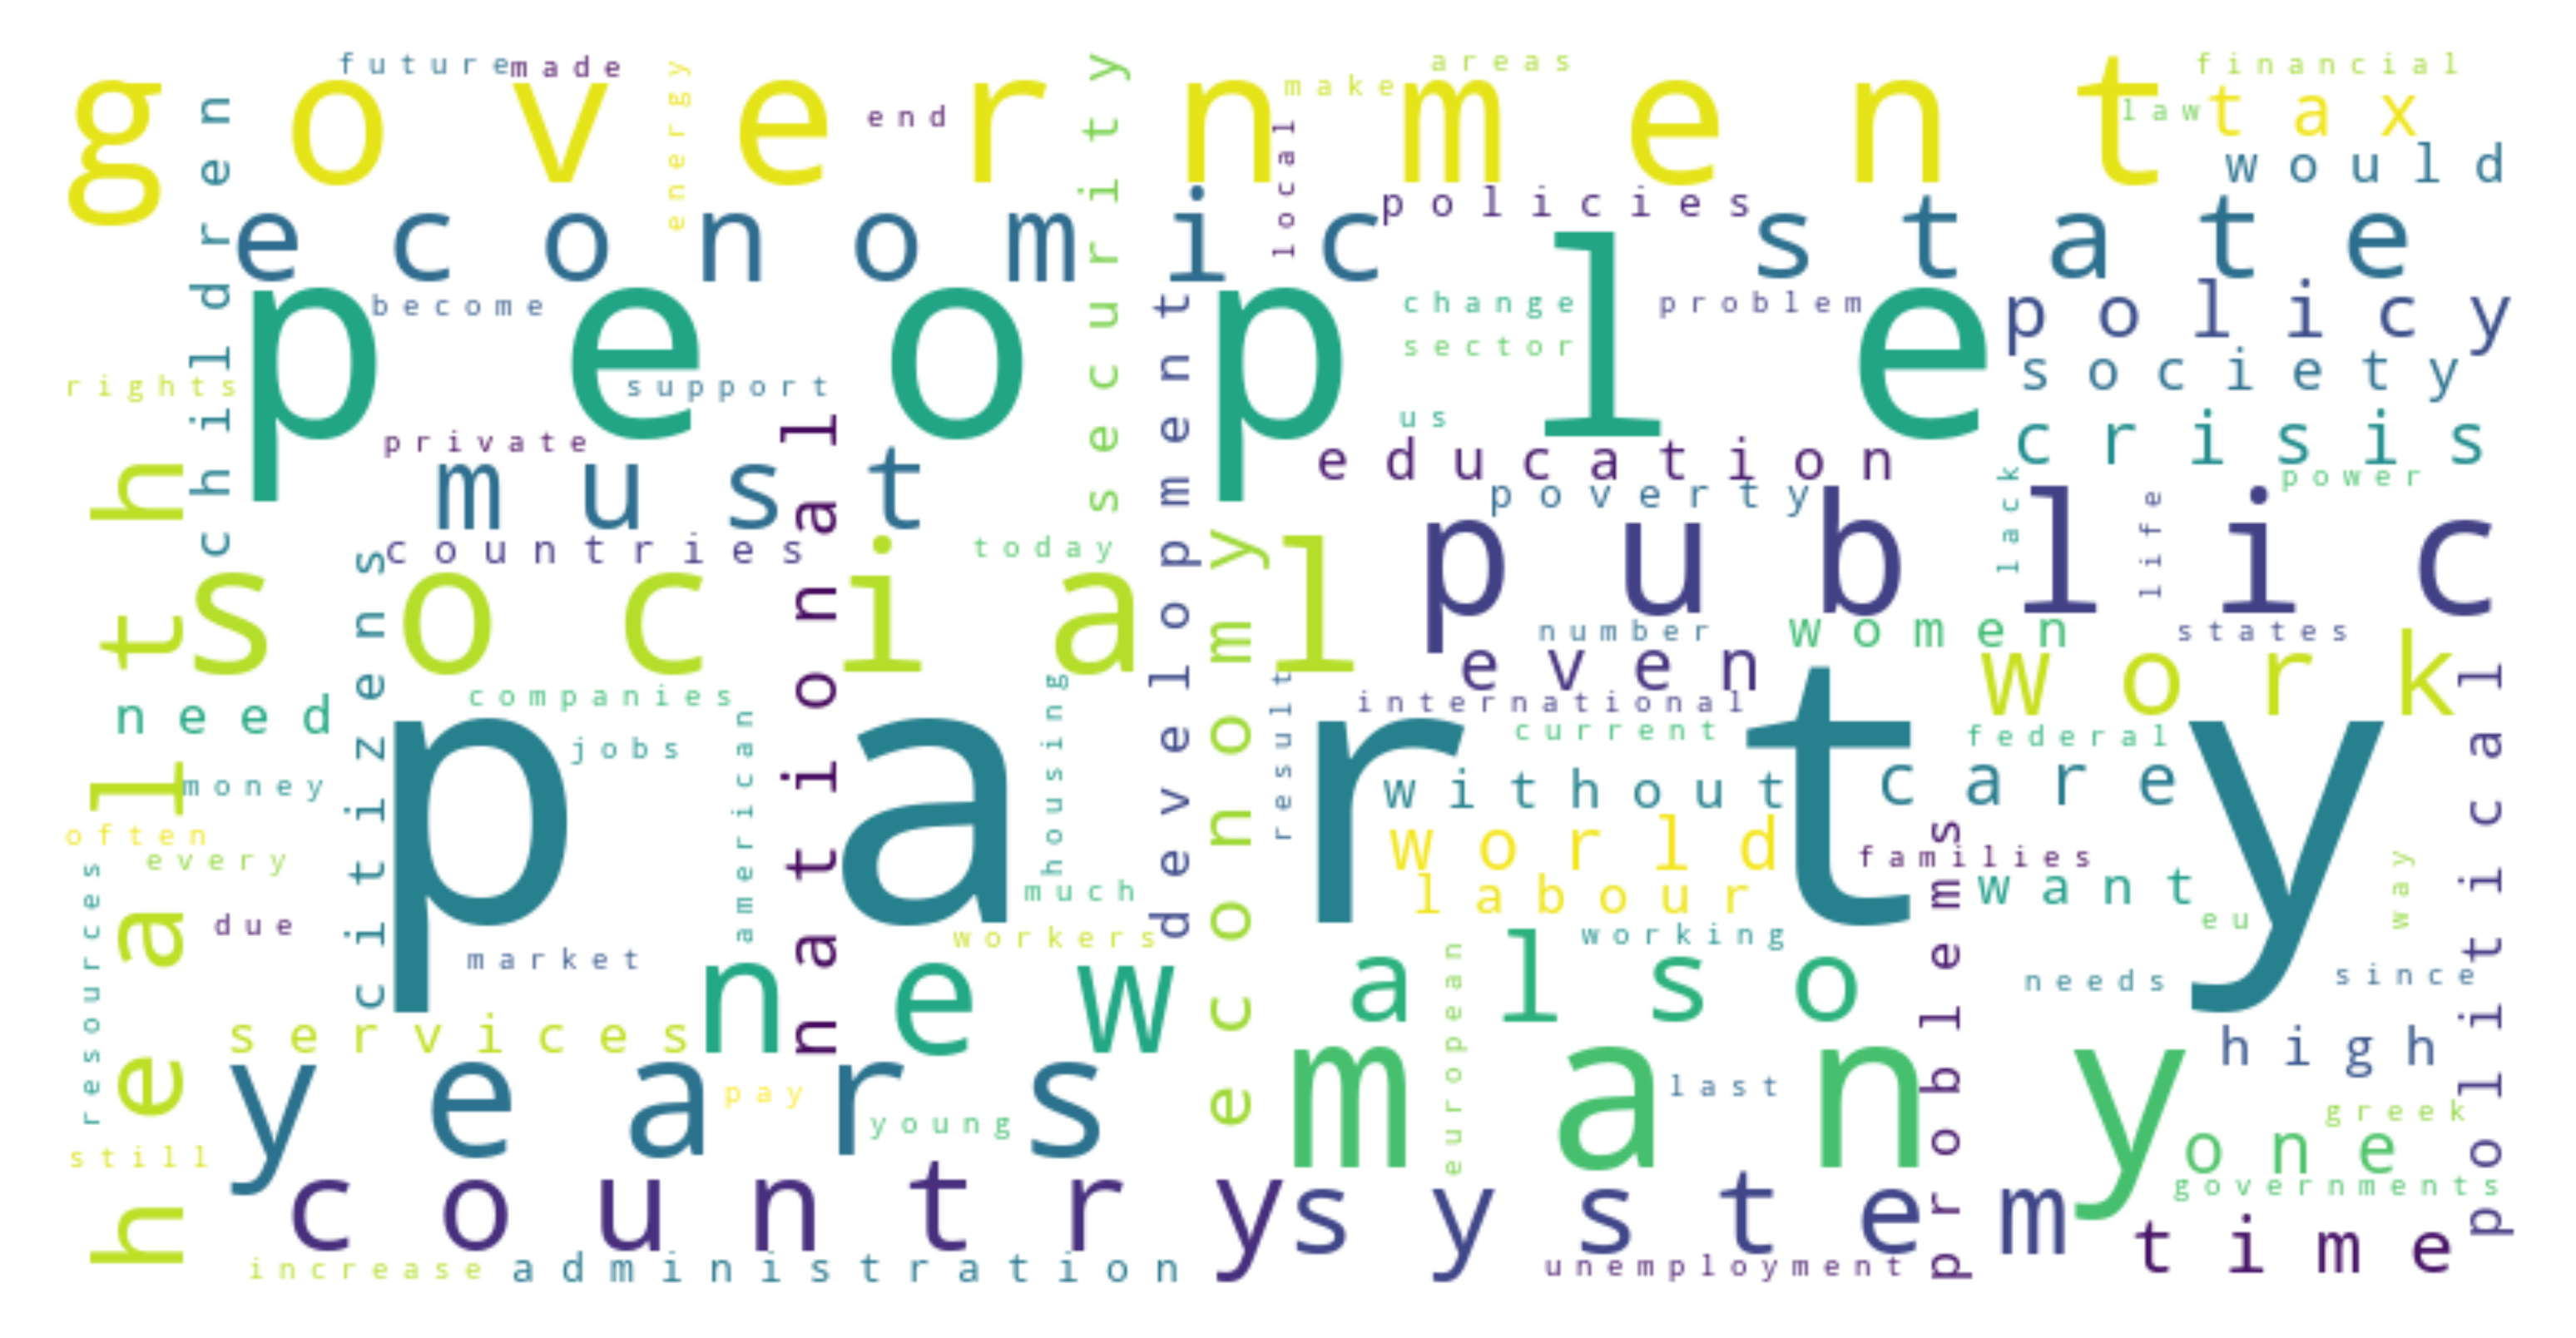 future
made
areas
financial
government
energy
end
security
make
law
tax
children
local
would
policies
economic
state
people
become
development
change
problem
policy
sector
society
rights
support
us
crisis
private
national
education
power
health
must
poverty
lack
life
public
countries
today
citizens
social
economy
number
women
states
even
work
need
companies
housing
result
international
political
party
american
jobs
current
federal
money
without
care
often
world
families
way
every
resources
much
labour
want
due
problems
eu
workers
working
market
european
needs
since
new
also
services
high
many
years
pay
last
young
greek
one
still
country
system
governments
time
increase
administration
unemployment